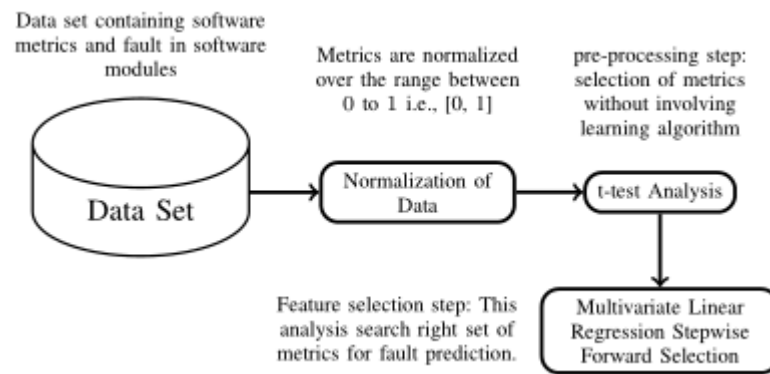 Data set containing software
metrics and fault in software
modules
Metrics are normalized
over the range between
0 to 1 i.e., [0, 1]
pre-processing step:
selection of metrics
without involving
learning algorithm
Data Set
Normalization of
Data
t-test Analysis
Feature selection step: This
analysis search right set of
metrics for fault prediction.
Multivariate Linear
Regression Stepwise
Forward Selection